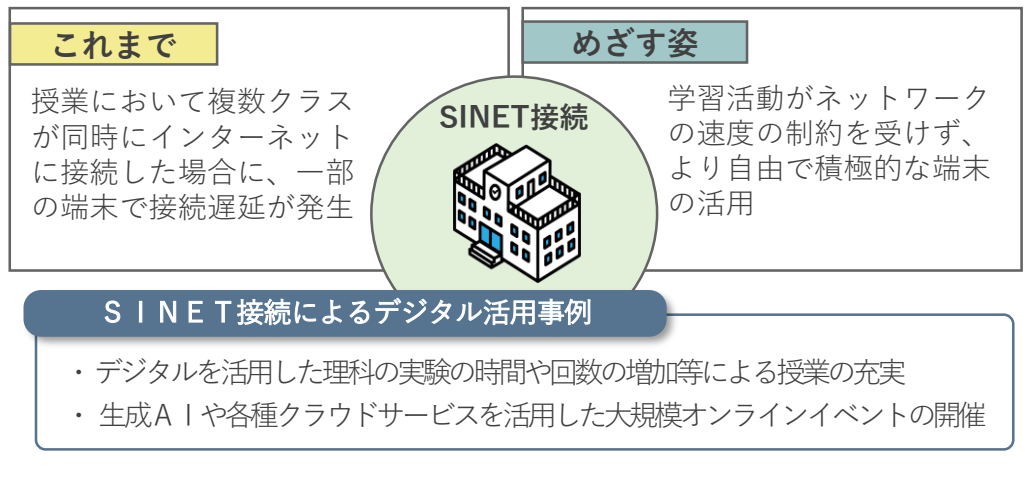 これまで
授業において複数クラス
が同時にインターネット
に接続した場合に、一部
の端末で接続遅延が発生
SINET接続
めざす姿
学習活動がネットワーク
の速度の制約を受けず、
より自由で積極的な端末
の活用
ＳＩＮＥＴ接続によるデジタル活用事例
・ デジタルを活用した理科の実験の時間や回数の増加等による授業の充実
・ 生成ＡＩや各種クラウドサービスを活用した大規模オンラインイベントの開催